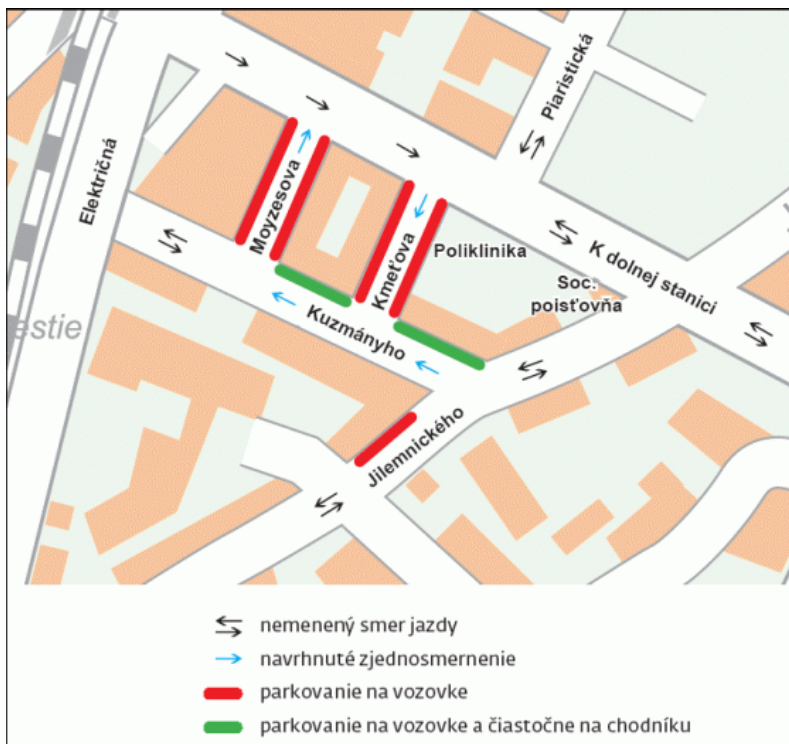 Piaristická
Električná
Moyzesova
Kmeťova
Poliklinika
K dolnej stanici
Soc.
poisťovňa
estie
Kuzmányho
Jilemnického
nemenený smer jazdy
navrhnuté zjednosmernenie
parkovanie na vozovke
parkovanie na vozovke a čiastočne na chodníku